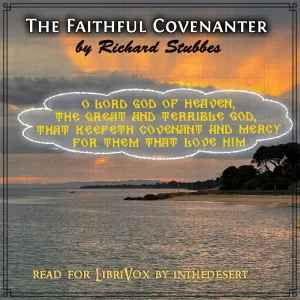 The Faithful Covenanter
by Richard Stubbes
O LORD GOD OF HEAVEN,
THE GREAT AND TERRIBLE GOD,
THAT KEEPETH COVENANT AND MERCY
FOR THEM THAT LOVE HIM
READ FOR LIBRIVOX BY INTHEDESERT